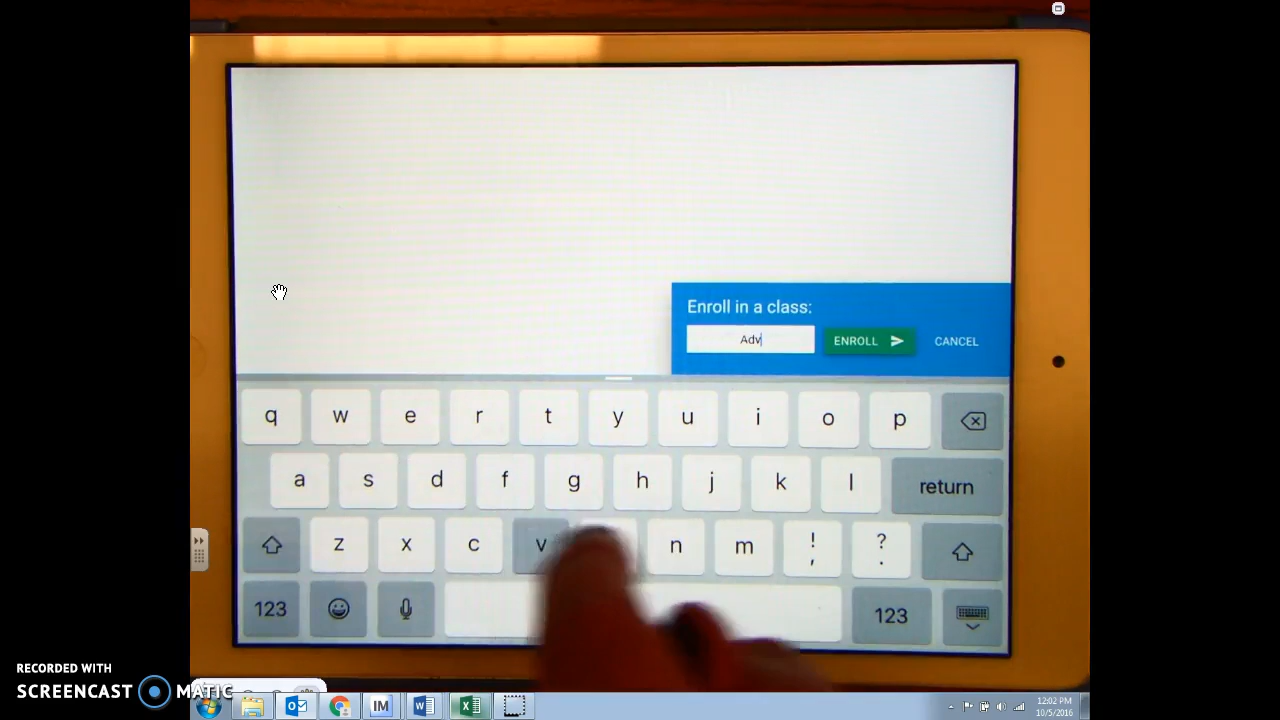 Enroll in a class:
Adv ENROLL CANCEL
q w e r t y u i o p
a s d f g h j k l return
z x c v n m ! , ? .
123 123
RECORDED WITH
SCREENCAST MATIC
IM W X
12:02 PM
10/5/2016